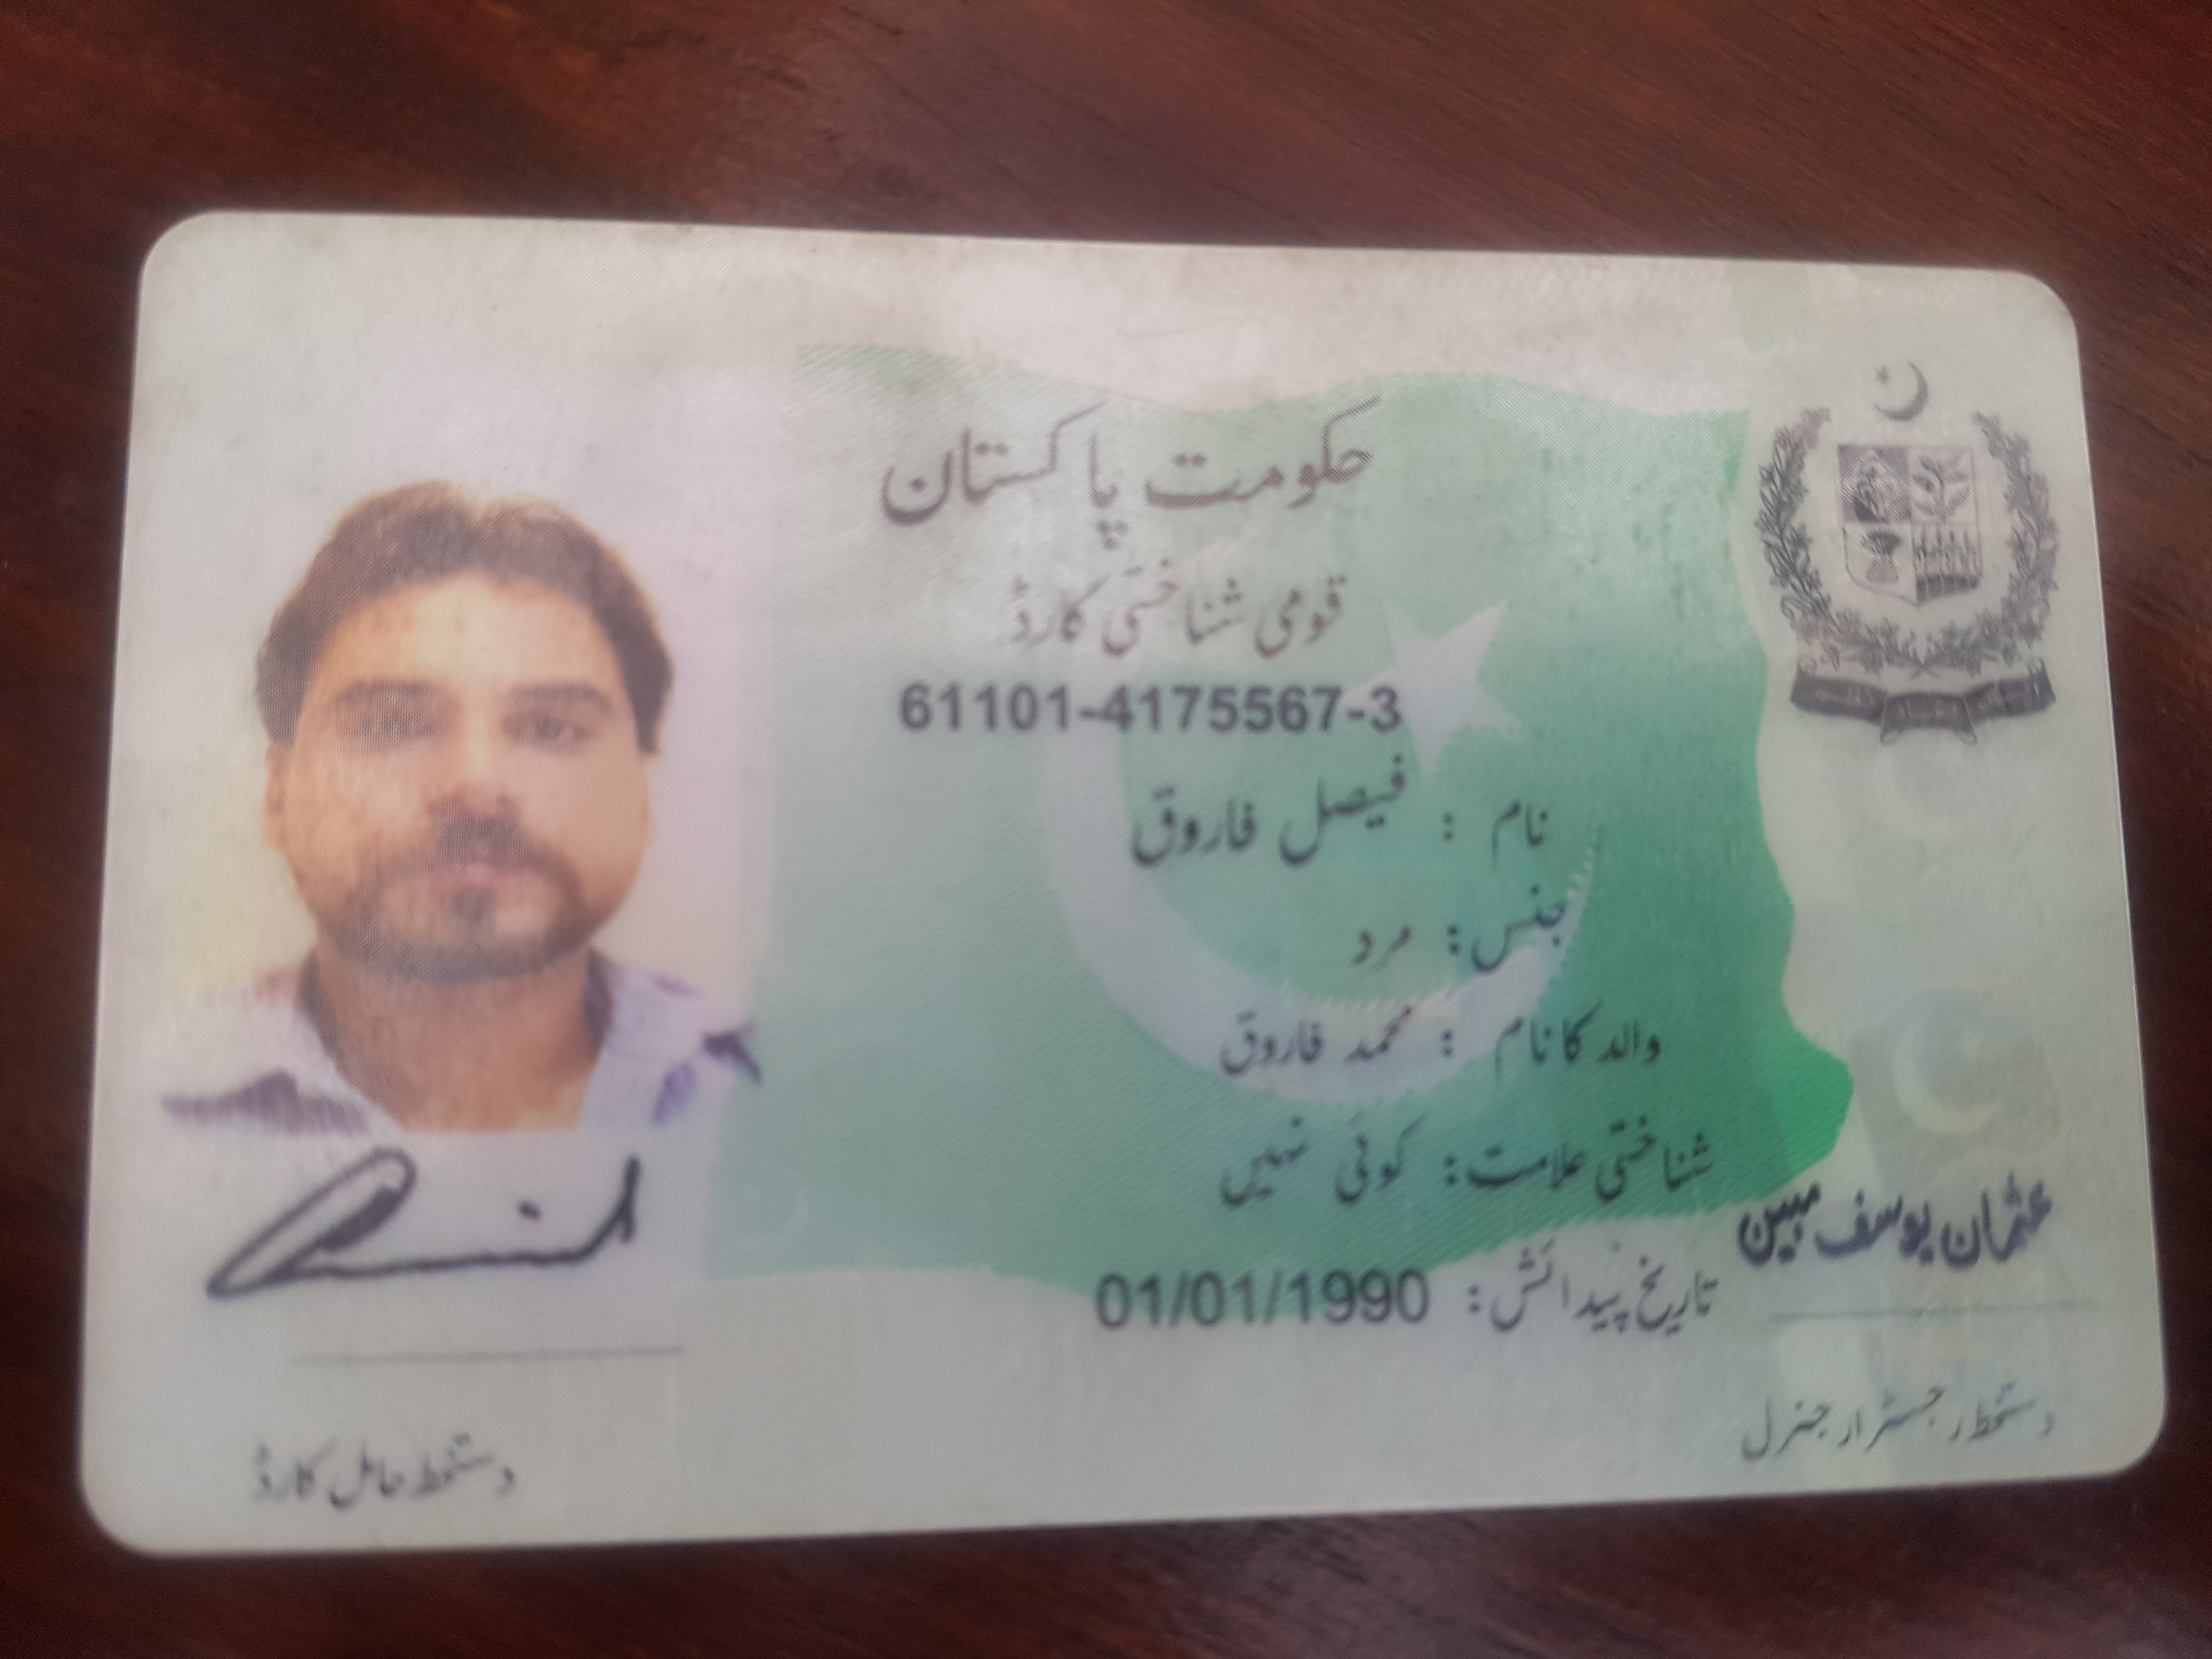 حکومت پاکستان
قومی شناختی کارڈ
61101-4175567-3
نام : فیصل فاروق
جنس : مرد
والد کا نام : محمد فاروق
شناختی علامت : کوئی نہیں
تاریخ پیدائش : 01/01/1990
عثمان یوسف مبین
دستخط رجسٹرار جنرل
دستخط حامل کارڈ